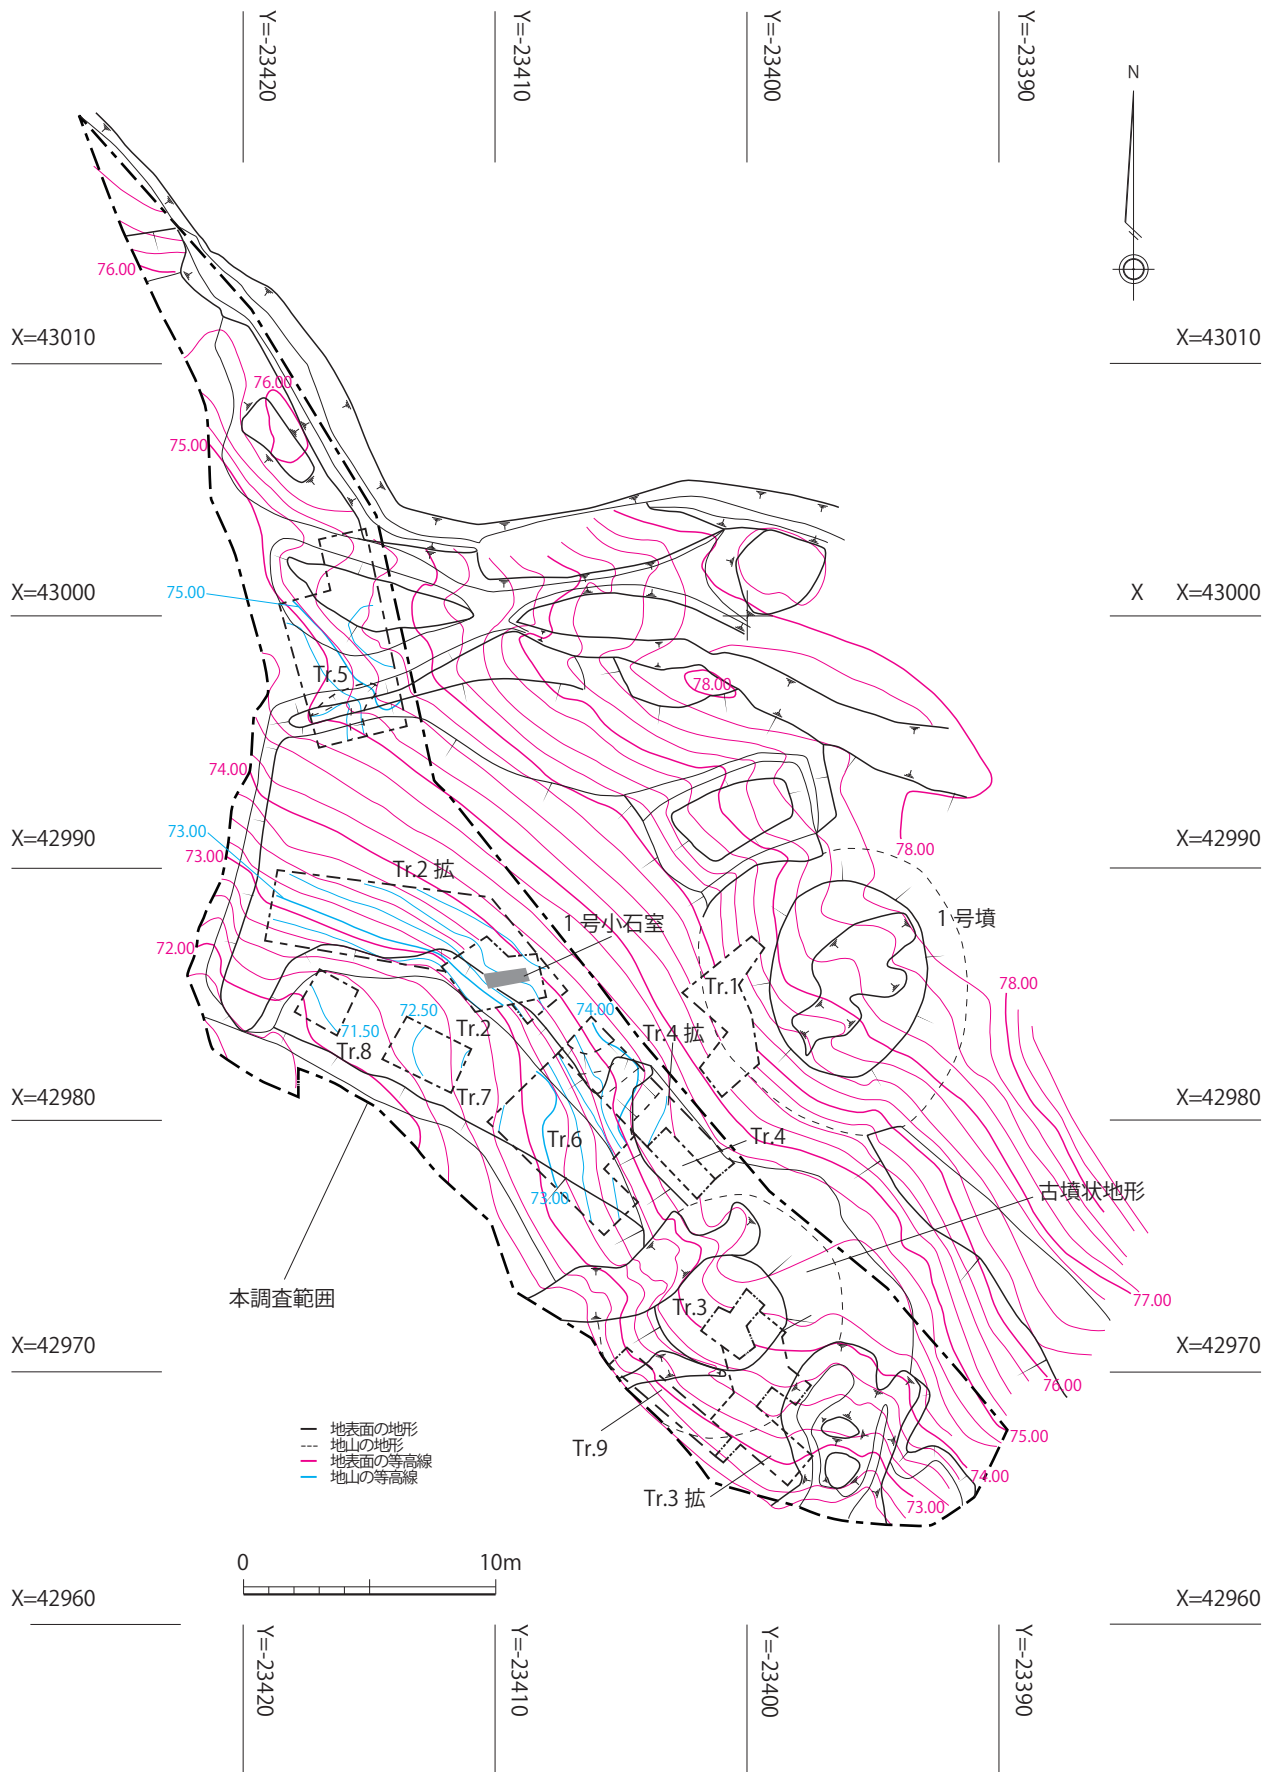 Y=-23420
Y=-23410
Y=-23400
Y=-23390
N
76.00
X=43010
X=43010
76.00
75.00
75.00
X=43000
X X=43000
Tr.5
78.00
74.00
73.00
X=42990
73.00
Tr.2 拡
78.00
X=42990
1 号小石室
1 号墳
72.00
Tr.1
78.00
72.50
74.00
71.50
Tr.2
Tr.4 拡
Tr.8
X=42980
Tr.7
X=42980
Tr.6
Tr.4
73.00
古墳状地形
本調査範囲
Tr.3
77.00
X=42970
X=42970
76.00
地表面の地形
地山の地形
地表面の等高線
地山の等高線
Tr.9
75.00
74.00
Tr.3 拡
73.00
0 10m
X=42960
X=42960
Y=-23420
Y=-23410
Y=-23400
Y=-23390